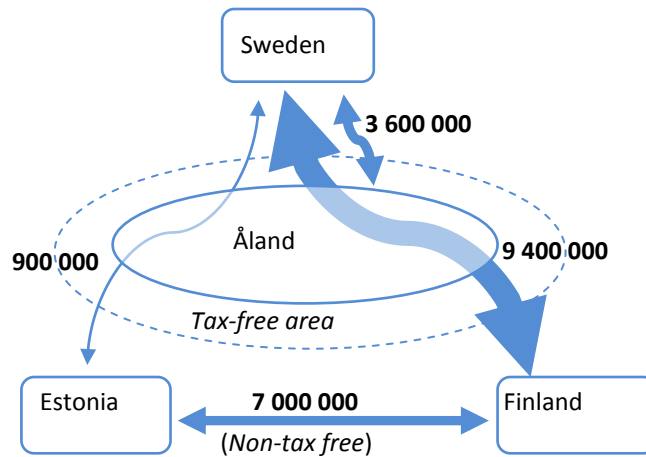 Sweden
3 600 000
Åland
900 000
9 400 000
Tax-free area
Estonia
7 000 000
(Non-tax free)
Finland